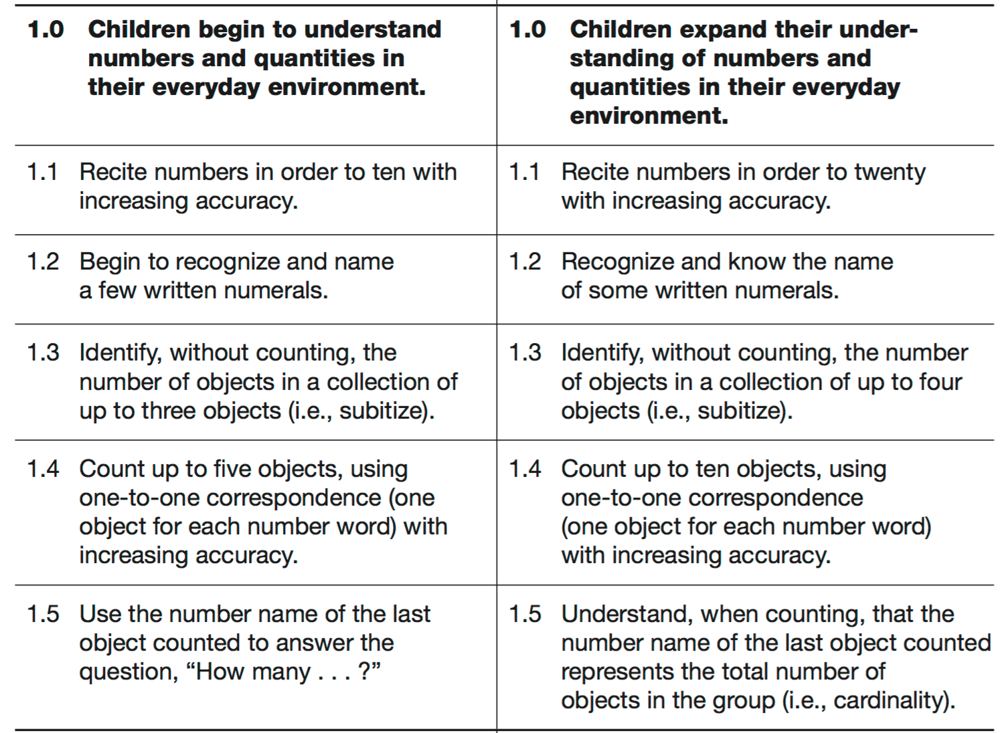 1.0 Children begin to understand
numbers and quantities in
their everyday environment.
1.0 Children expand their under-
standing of numbers and
quantities in their everyday
environment.
1.1 Recite numbers in order to ten with
increasing accuracy.
1.1 Recite numbers in order to twenty
with increasing accuracy.
1.2 Begin to recognize and name
a few written numerals.
1.2 Recognize and know the name
of some written numerals.
1.3 Identify, without counting, the
number of objects in a collection of
up to three objects (i.e., subitize).
1.3 Identify, without counting, the number
of objects in a collection of up to four
objects (i.e., subitize).
1.4 Count up to five objects, using
one-to-one correspondence (one
object for each number word) with
increasing accuracy.
1.4 Count up to ten objects, using
one-to-one correspondence
(one object for each number word)
with increasing accuracy.
1.5 Use the number name of the last
object counted to answer the
question, “How many . . . ?”
1.5 Understand, when counting, that the
number name of the last object counted
represents the total number of
objects in the group (i.e., cardinality).